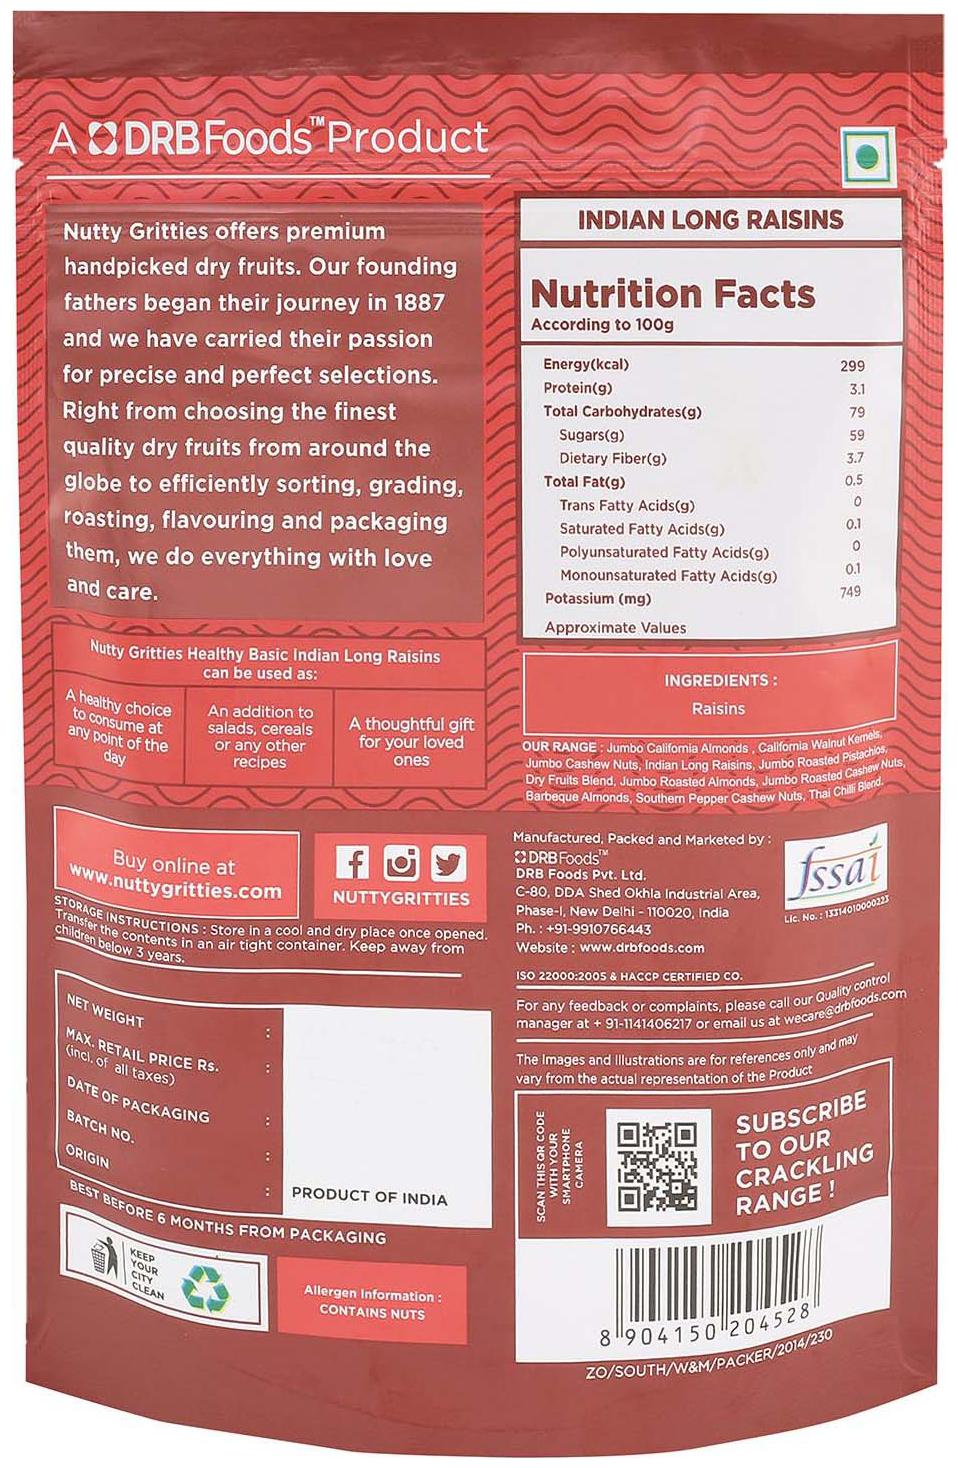 A DRBFoods™ Product
Nutty Gritties offers premium
handpicked dry fruits. Our founding
fathers began their journey in 1887
and we have carried their passion
for precise and perfect selections.
Right from choosing the finest
quality dry fruits from around the
globe to efficiently sorting, grading,
roasting, flavouring and packaging
them, we do everything with love
and care.
Nutty Gritties Healthy Basic Indian Long Raisins
can be used as:
A healthy choice
to consume at
any point of the
day
An addition to
salads, cereals
or any other
recipes
A thoughtful gift
for your loved
ones
INDIAN LONG RAISINS
Nutrition Facts
According to 100g
Energy(kcal) 299
Protein(g) 3.1
Total Carbohydrates(g) 79
Sugars(g) 59
Dietary Fiber(g) 3.7
Total Fat(g) 0.5
Trans Fatty Acids(g) 0
Saturated Fatty Acids(g) 0.1
Polyunsaturated Fatty Acids(g) 0
Monounsaturated Fatty Acids(g) 0.1
Potassium (mg) 749
Approximate Values
INGREDIENTS :
Raisins
OUR RANGE : Jumbo California Almonds , California Walnut Kernels,
Jumbo Cashew Nuts, Indian Long Raisins, Jumbo Roasted Pistachios,
Dry Fruits Blend, Jumbo Roasted Almonds, Jumbo Roasted Cashew Nuts,
Barbeque Almonds, Southern Pepper Cashew Nuts, Thai Chilli Blend.
Buy online at
www.nuttygritties.com
NUTTYGRITTIES
STORAGE INSTRUCTIONS : Store in a cool and dry place once opened.
Transfer the contents in an air tight container. Keep away from
children below 3 years.
Manufactured, Packed and Marketed by :
DRBFoods™
DRB Foods Pvt. Ltd.
C-80, DDA Shed Okhla Industrial Area,
Phase-I, New Delhi - 110020, India
Ph. : +91-9910766443
Website : www.drbfoods.com
fssai
Lic. No. : 13314010000223
ISO 22000:2005 & HACCP CERTIFIED CO.
For any feedback or complaints, please call our Quality control
manager at + 91-1141406217 or email us at wecare@drbfoods.com
The Images and Illustrations are for references only and may
vary from the actual representation of the Product
NET WEIGHT :
MAX. RETAIL PRICE Rs. :
(incl. of all taxes)
DATE OF PACKAGING :
BATCH NO. :
ORIGIN : PRODUCT OF INDIA
BEST BEFORE 6 MONTHS FROM PACKAGING
KEEP
YOUR
CITY
CLEAN
Allergen Information :
CONTAINS NUTS
SCAN THIS QR CODE
WITH YOUR
SMARTPHONE
CAMERA
SUBSCRIBE
TO OUR
CRACKLING
RANGE !
8 904150 204528
ZO/SOUTH/W&M/PACKER/2014/230